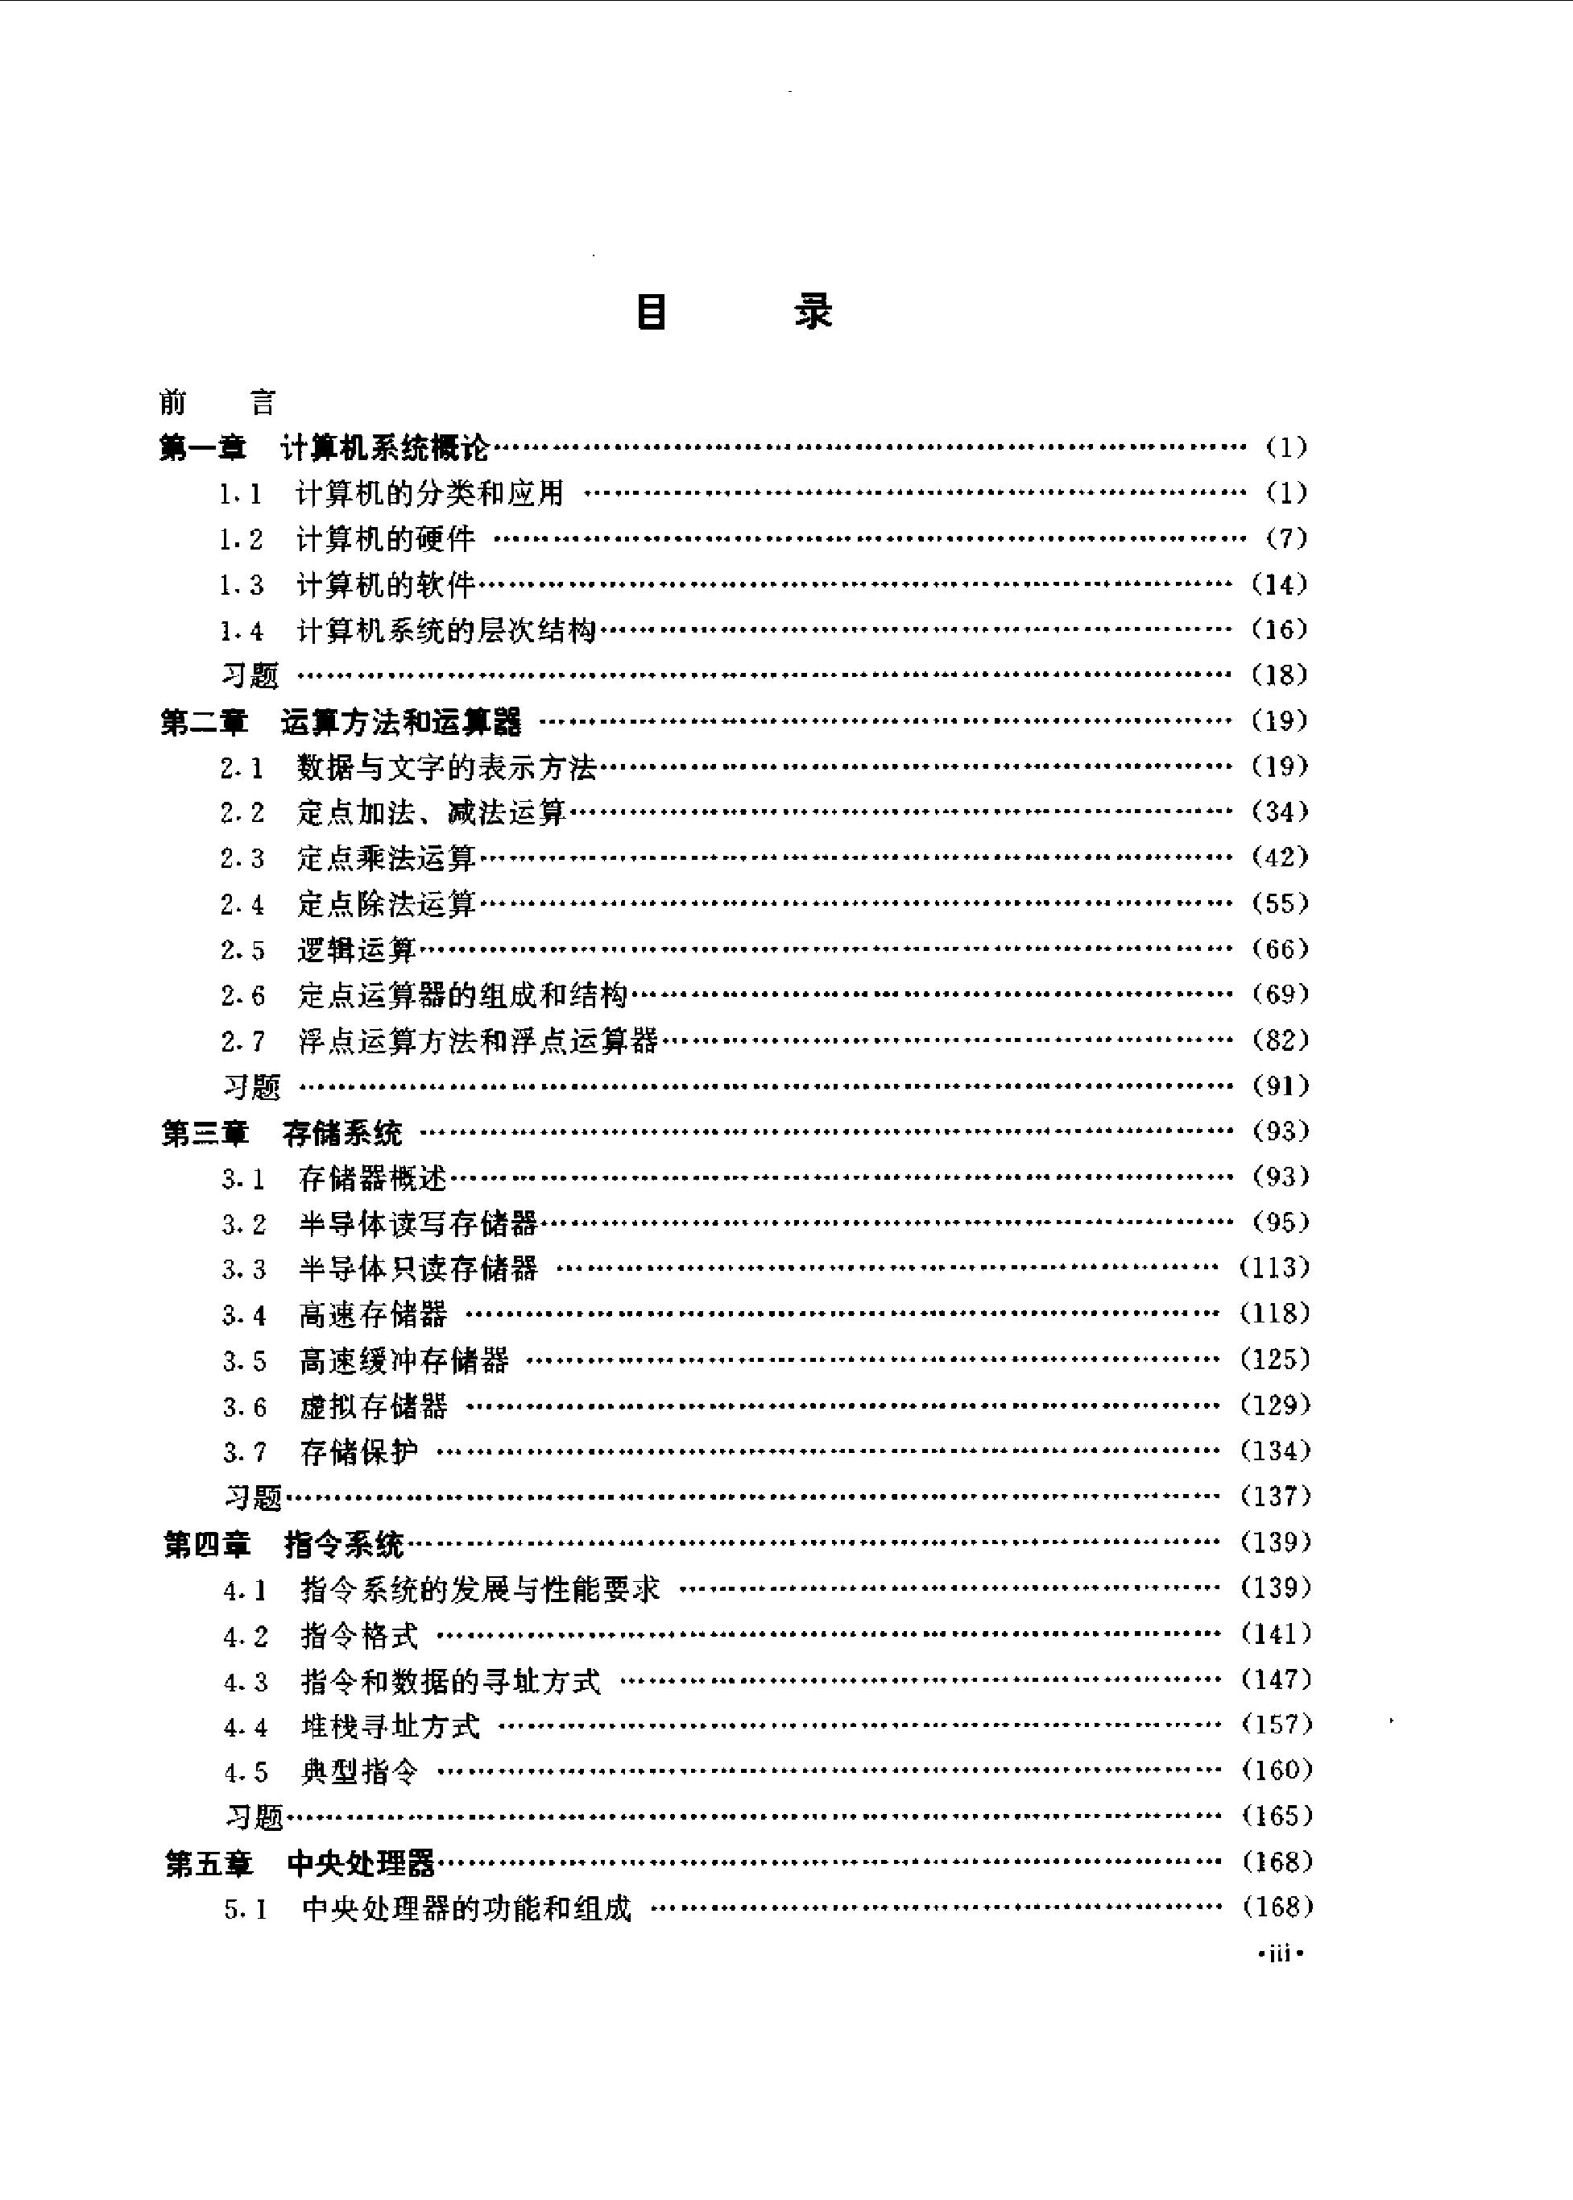 目 录
前 言
第一章 计算机系统概论…………………………………………………………(1)
1.1 计算机的分类和应用 …………………………………………………(1)
1.2 计算机的硬件 …………………………………………………………(7)
1.3 计算机的软件…………………………………………………………(14)
1.4 计算机系统的层次结构………………………………………………(16)
习题 ………………………………………………………………………(18)
第二章 运算方法和运算器 ……………………………………………………(19)
2.1 数据与文字的表示方法………………………………………………(19)
2.2 定点加法、减法运算…………………………………………………(34)
2.3 定点乘法运算…………………………………………………………(42)
2.4 定点除法运算…………………………………………………………(55)
2.5 逻辑运算………………………………………………………………(66)
2.6 定点运算器的组成和结构……………………………………………(69)
2.7 浮点运算方法和浮点运算器…………………………………………(82)
习题 ………………………………………………………………………(91)
第三章 存储系统 ………………………………………………………………(93)
3.1 存储器概述……………………………………………………………(93)
3.2 半导体读写存储器……………………………………………………(95)
3.3 半导体只读存储器 …………………………………………………(113)
3.4 高速存储器 …………………………………………………………(118)
3.5 高速缓冲存储器 ……………………………………………………(125)
3.6 虚拟存储器 …………………………………………………………(129)
3.7 存储保护 ……………………………………………………………(134)
习题………………………………………………………………………(137)
第四章 指令系统………………………………………………………………(139)
4.1 指令系统的发展与性能要求 ………………………………………(139)
4.2 指令格式 ……………………………………………………………(141)
4.3 指令和数据的寻址方式 ……………………………………………(147)
4.4 堆栈寻址方式 ………………………………………………………(157)
4.5 典型指令 ……………………………………………………………(160)
习题………………………………………………………………………(165)
第五章 中央处理器……………………………………………………………(168)
5.1 中央处理器的功能和组成 …………………………………………(168)
·iii·